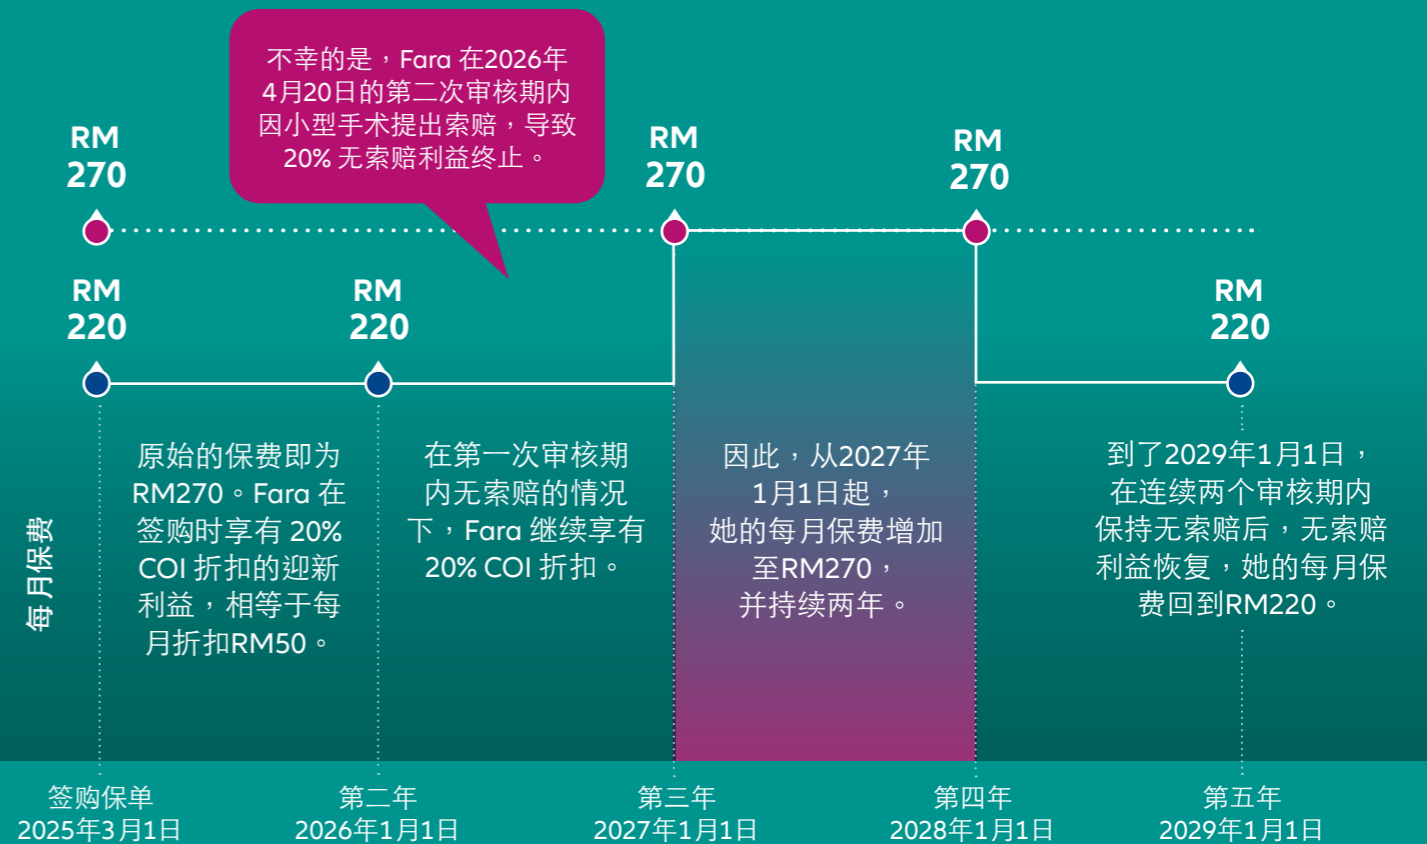 不幸的是，Fara 在2026年
4月20日的第二次审核期内
因小型手术提出索赔，导致
20% 无索赔利益终止。
RM
270
RM
270
RM
270
RM
220
RM
220
RM
220
每月保费
原始的保费即为
RM270。Fara 在
签购时享有 20%
COI 折扣的迎新
利益，相等于每
月折扣RM50。
在第一次审核期
内无索赔的情况
下，Fara 继续享有
20% COI 折扣。
因此，从2027年
1月1日起，
她的每月保费增加
至RM270，
并持续两年。
到了2029年1月1日，
在连续两个审核期内
保持无索赔后，无索赔
利益恢复，她的每月保
费回到RM220。
签购保单
2025年3月1日
第二年
2026年1月1日
第三年
2027年1月1日
第四年
2028年1月1日
第五年
2029年1月1日